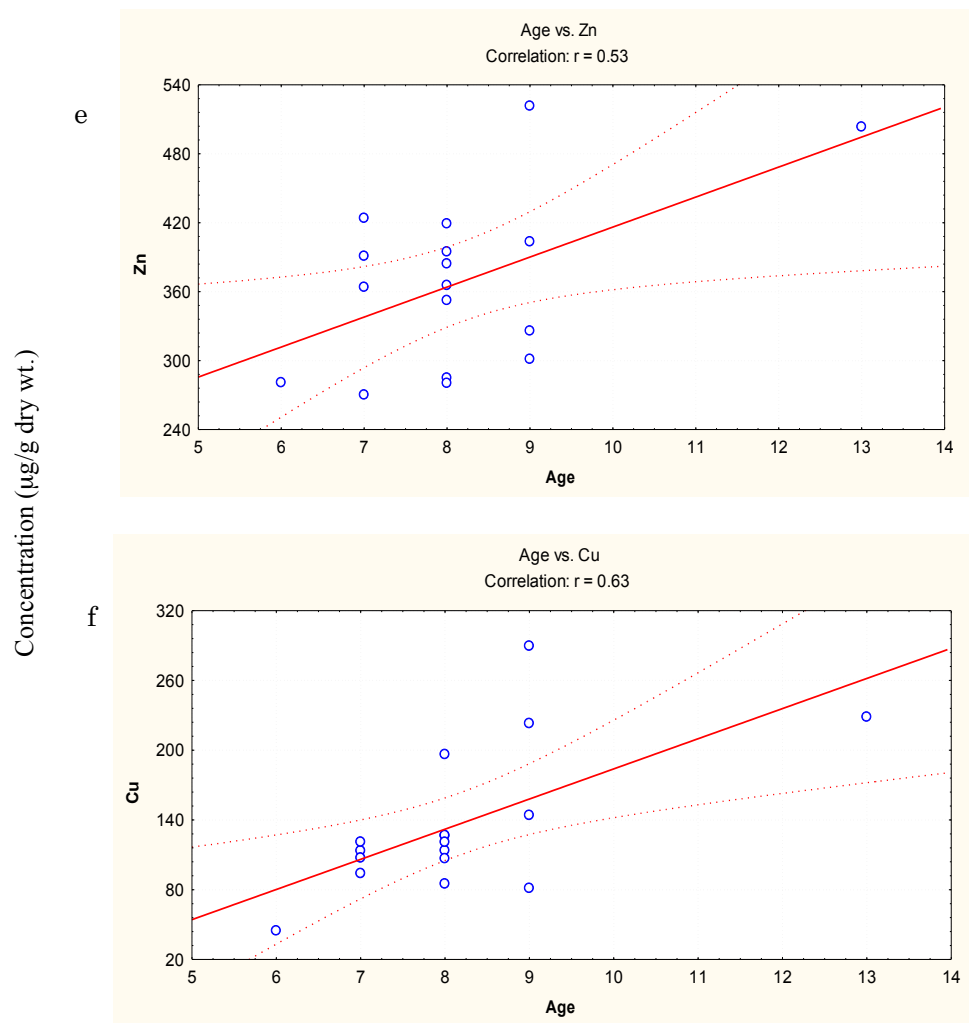 Concentration (µg/g dry wt.)
e
Age vs. Zn
Correlation: r = 0.53
Zn
540
480
420
360
300
240
5 6 7 8 9 10 11 12 13 14
Age
f
Age vs. Cu
Correlation: r = 0.63
Cu
320
260
200
140
80
20
5 6 7 8 9 10 11 12 13 14
Age